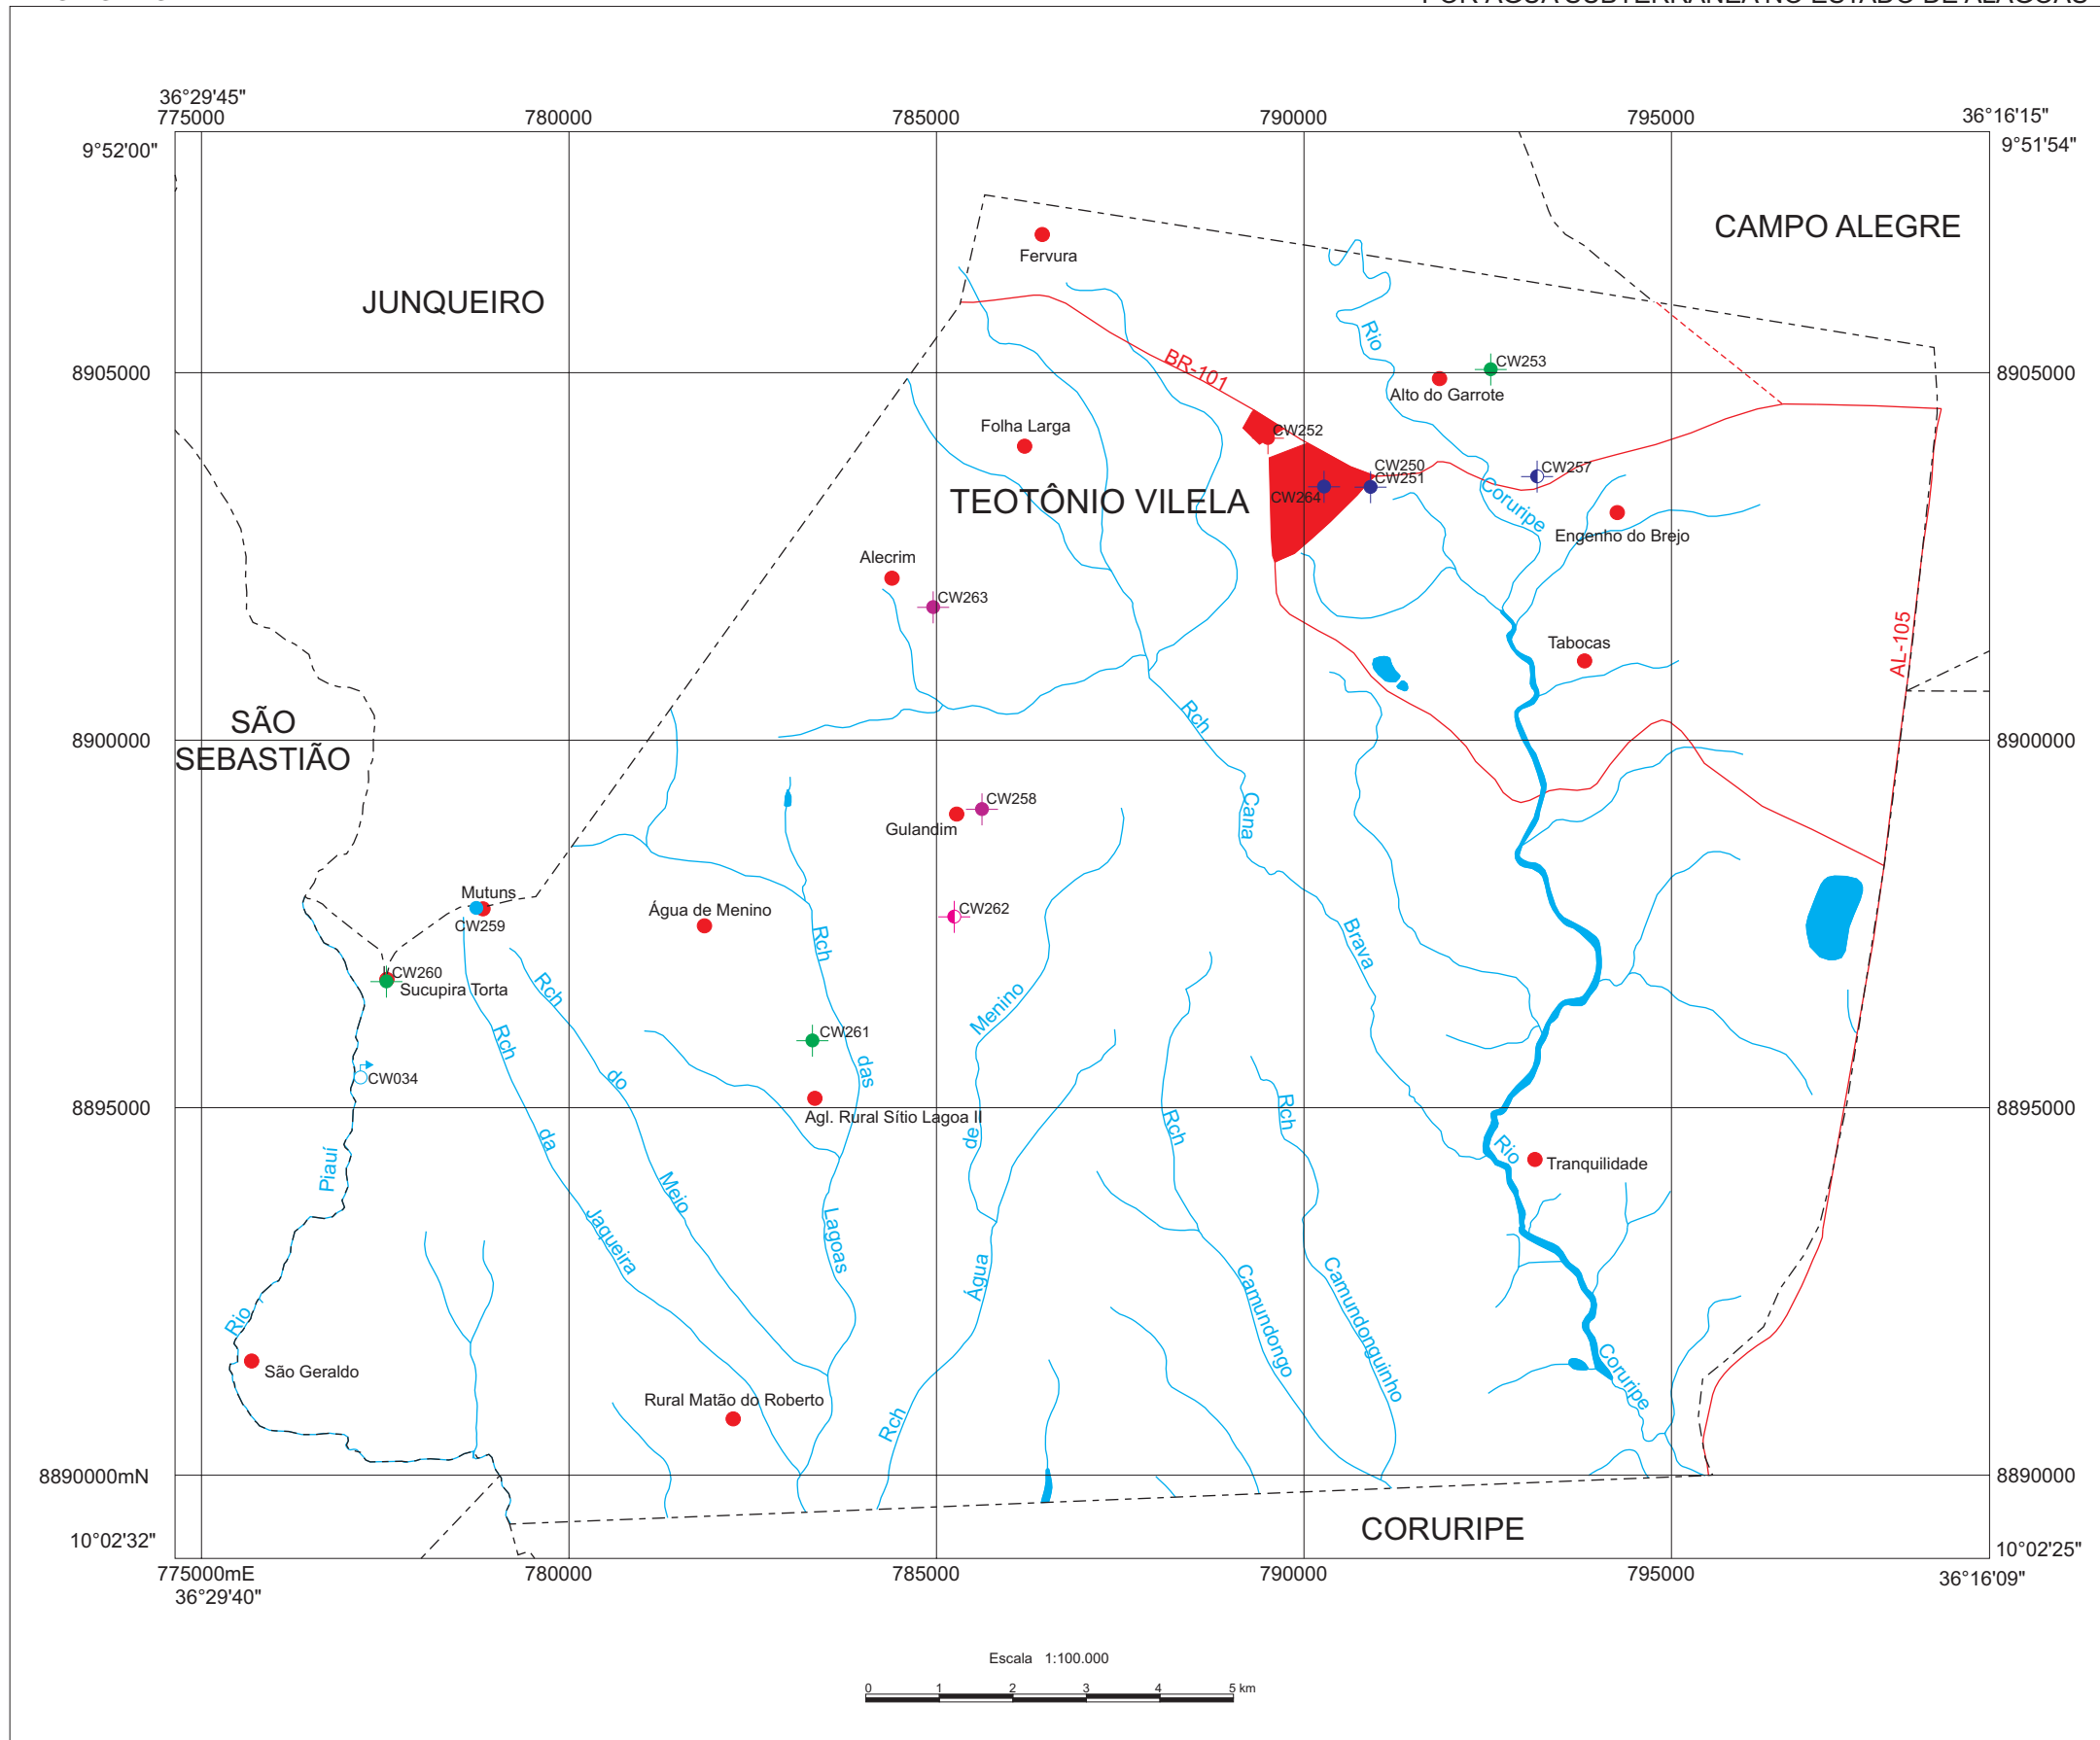 POR ÁGUA SUBTERRÂNEA NO ESTADO DE ALAGOAS
36°29'45"
775000
780000
785000
790000
795000
36°16'15"
9°52'00"
9°51'54"
CAMPO ALEGRE
Fervura
JUNQUEIRO
Rio
BR-101
CW253
8905000
8905000
Alto do Garrote
Folha Larga
CW252
CW250
CW251
CW257
CW264
TEOTÔNIO VILELA
Coruripe
Engenho do Brejo
Alecrim
CW263
Tabocas
AL-105
SÃO
SEBASTIÃO
Rch
8900000
8900000
CW258
Gulandim
Cana
Mutuns
CW259
Água de Menino
CW262
Rch
Brava
CW260
Sucupira Torta
Rch
Menino
Rch
CW261
das
do
CW034
8895000
8895000
Agl. Rural Sítio Lagoa II
Rch
Rch
da
de
Rio
Tranquilidade
Piauí
Meio
Jaqueira
Lagoas
Água
Camundongo
Camundonguinho
Rio
São Geraldo
Coruripe
Rural Matão do Roberto
Rch
8890000mN
8890000
CORURIPE
10°02'32"
10°02'25"
775000mE
780000
785000
790000
795000
36°16'09"
36°29'40"
Escala 1:100.000
0 1 2 3 4 5 km